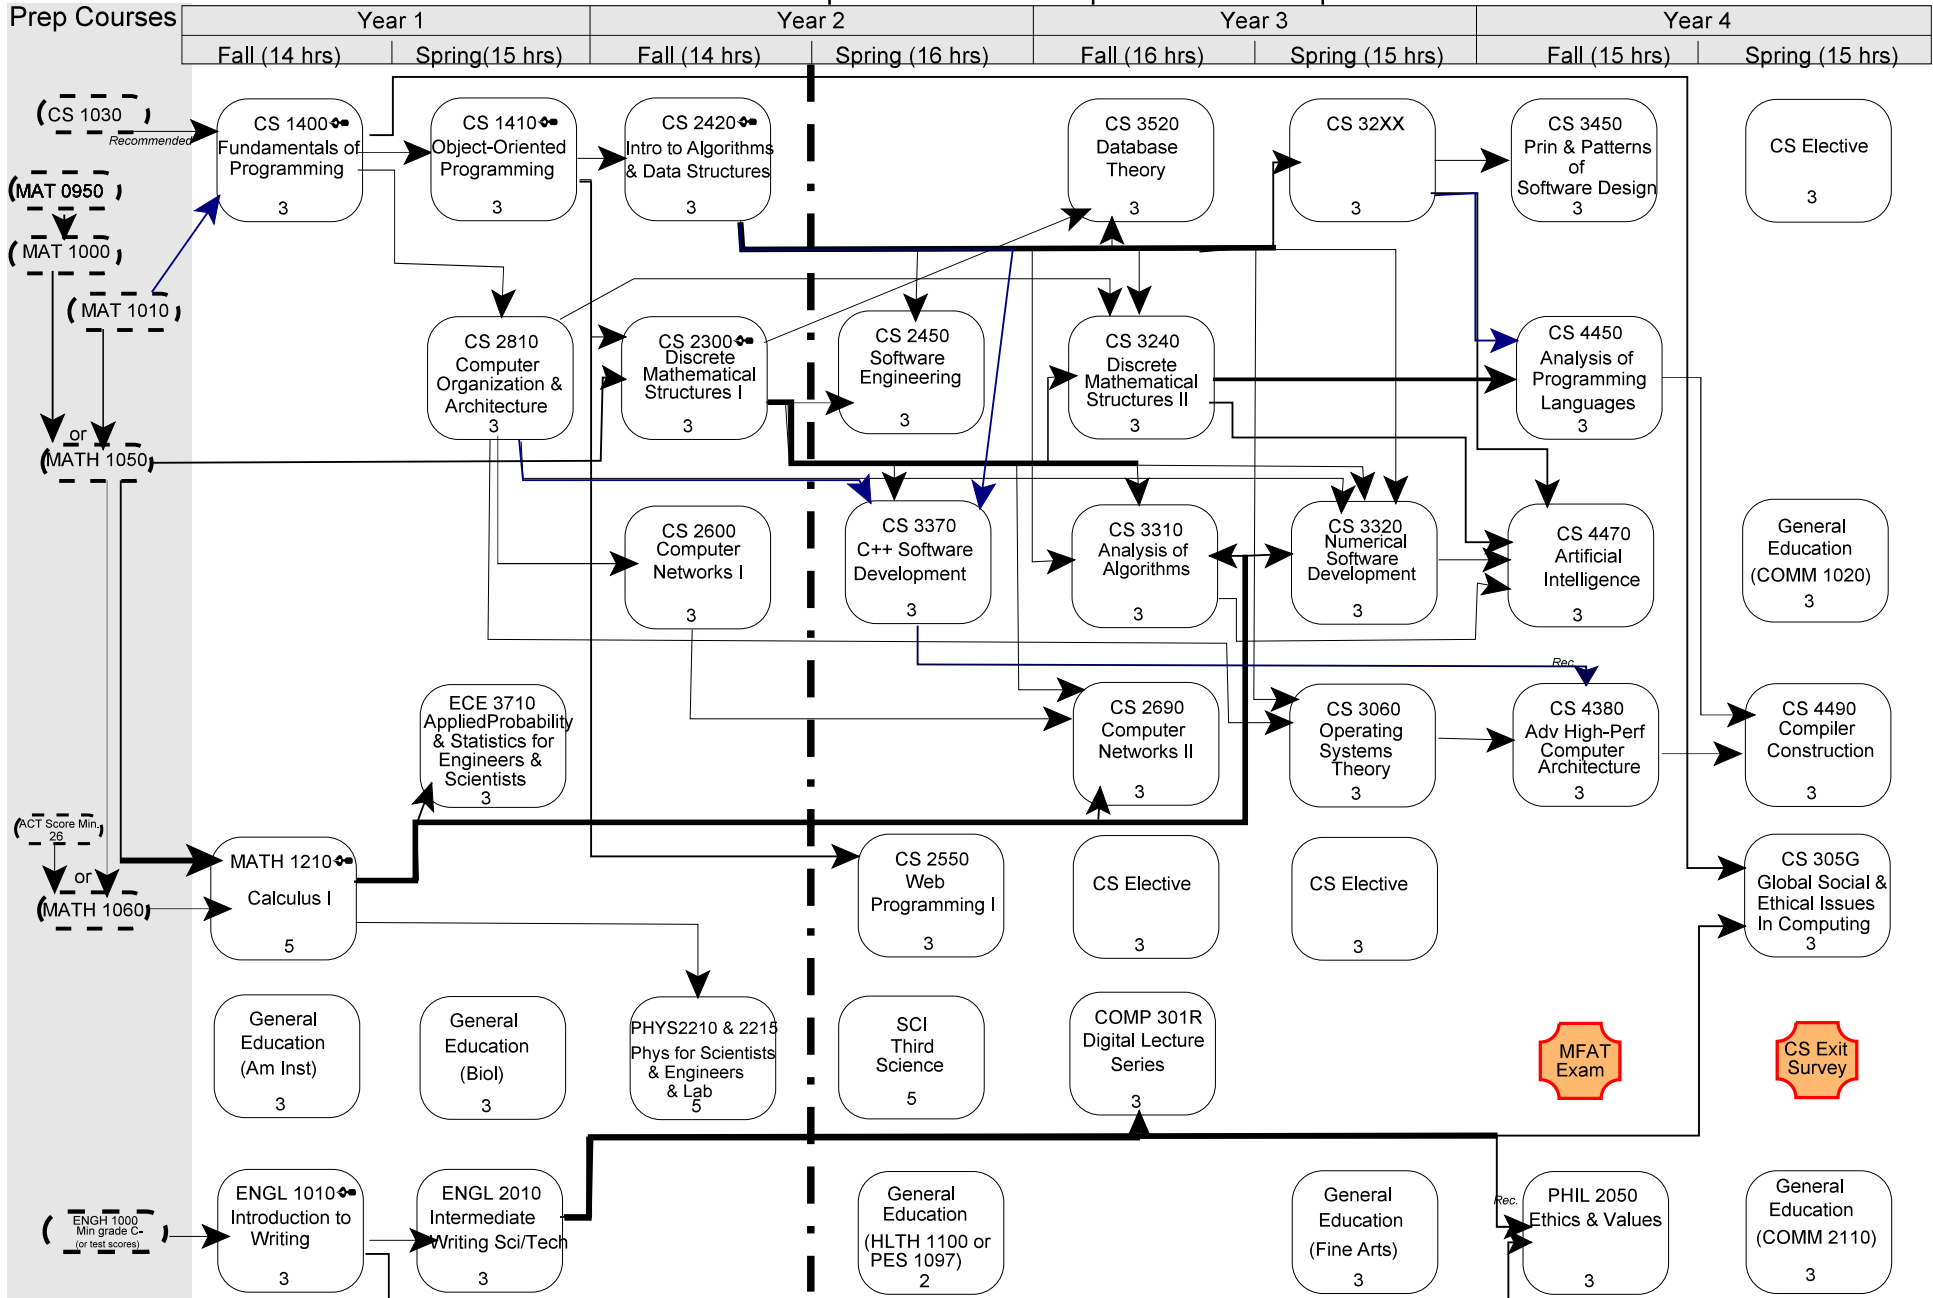 Prep Courses
Year 1
Year 2
Year 3
Year 4
Fall (14 hrs)
Spring(15 hrs)
Fall (14 hrs)
Spring (16 hrs)
Fall (16 hrs)
Spring (15 hrs)
Fall (15 hrs)
Spring (15 hrs)
CS 1030
Recommended
MAT 0950
MAT 1000
MAT 1010
or
MATH 1050
ACT Score Min.
26
or
MATH 1060
ENGH 1000
Min grade C-
(or test scores)
CS 1400
Fundamentals of
Programming
3
CS 1410
Object-Oriented
Programming
3
CS 2420
Intro to Algorithms
& Data Structures
3
CS 3520
Database
Theory
3
CS 32XX
3
CS 3450
Prin & Patterns
of
Software Design
3
CS Elective
3
CS 2810
Computer
Organization &
Architecture
3
CS 2300
Discrete
Mathematical
Structures I
3
CS 2450
Software
Engineering
3
CS 3240
Discrete
Mathematical
Structures II
3
CS 4450
Analysis of
Programming
Languages
3
CS 2600
Computer
Networks I
3
CS 3370
C++ Software
Development
3
CS 3310
Analysis of
Algorithms
3
CS 3320
Numerical
Software
Development
3
CS 4470
Artificial
Intelligence
3
General
Education
(COMM 1020)
3
ECE 3710
AppliedProbability
& Statistics for
Engineers &
Scientists
3
CS 2690
Computer
Networks II
3
CS 3060
Operating
Systems
Theory
3
Rec.
CS 4380
Adv High-Perf
Computer
Architecture
3
CS 4490
Compiler
Construction
3
MATH 1210
Calculus I
5
CS 2550
Web
Programming I
3
CS Elective
3
CS Elective
3
CS 305G
Global Social &
Ethical Issues
In Computing
3
General
Education
(Am Inst)
3
General
Education
(Biol)
3
PHYS2210 & 2215
Phys for Scientists
& Engineers
& Lab
5
SCI
Third
Science
5
COMP 301R
Digital Lecture
Series
3
MFAT
Exam
CS Exit
Survey
ENGL 1010
Introduction to
Writing
3
ENGL 2010
Intermediate
Writing Sci/Tech
3
General
Education
(HLTH 1100 or
PES 1097)
2
General
Education
(Fine Arts)
3
Rec.
PHIL 2050
Ethics & Values
3
General
Education
(COMM 2110)
3